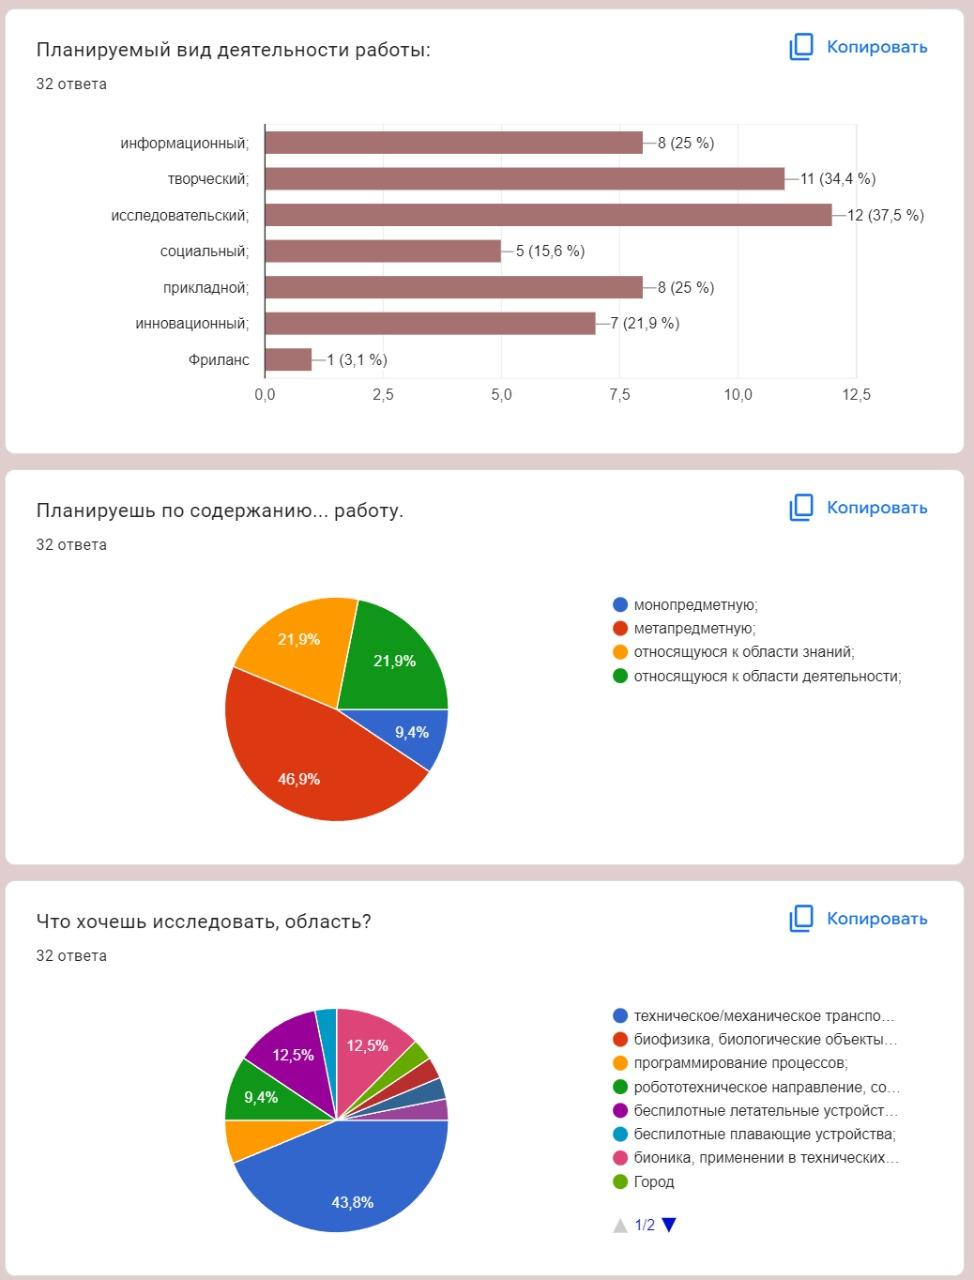 Планируемый вид деятельности работы:
Копировать
32 ответа
информационный;
8 (25 %)
творческий;
11 (34,4 %)
исследовательский;
12 (37,5 %)
социальный;
5 (15,6 %)
прикладной;
8 (25 %)
инновационный;
7 (21,9 %)
Фриланс
1 (3,1 %)
0,0 2,5 5,0 7,5 10,0 12,5
Планируешь по содержанию... работу.
Копировать
32 ответа
монопредметную;
метапредметную;
относящуюся к области знаний;
относящуюся к области деятельности;
21,9%
21,9%
9,4%
46,9%
Что хочешь исследовать, область?
Копировать
32 ответа
техническое/механическое транспо...
биофизика, биологические объекты...
программирование процессов;
робототехническое направление, со...
беспилотные летательные устройст...
беспилотные плавающие устройства;
бионика, применении в технических...
Город
1/2
12,5%
12,5%
9,4%
43,8%